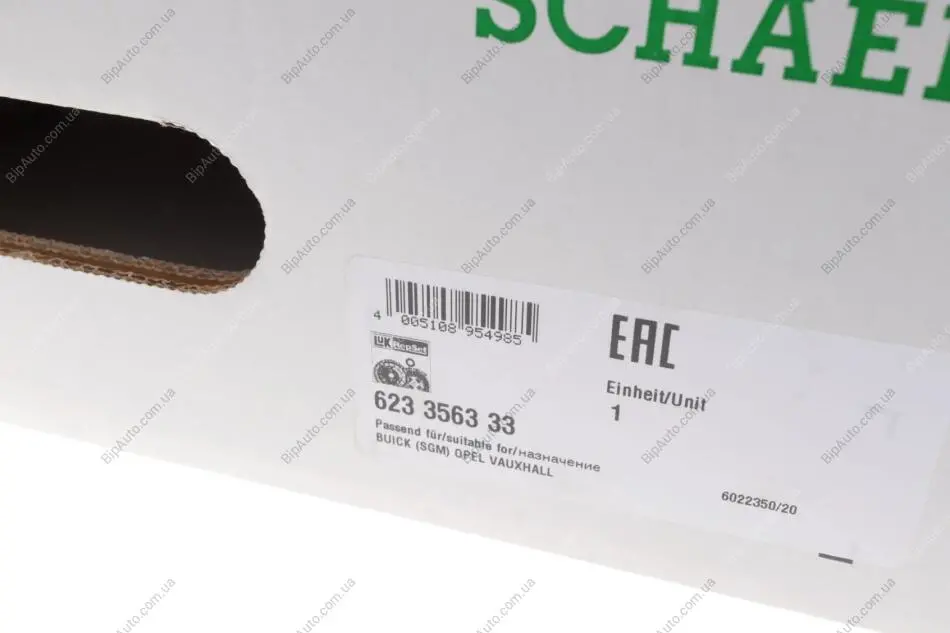 SCHAE
4 005108 954985
EAC
LUK RepSet
Einheit/Unit
1
623 3563 33
Passend für/suitable for/назначение
BUICK (SGM) OPEL VAUXHALL
6022350/20
BipAuto.com.ua